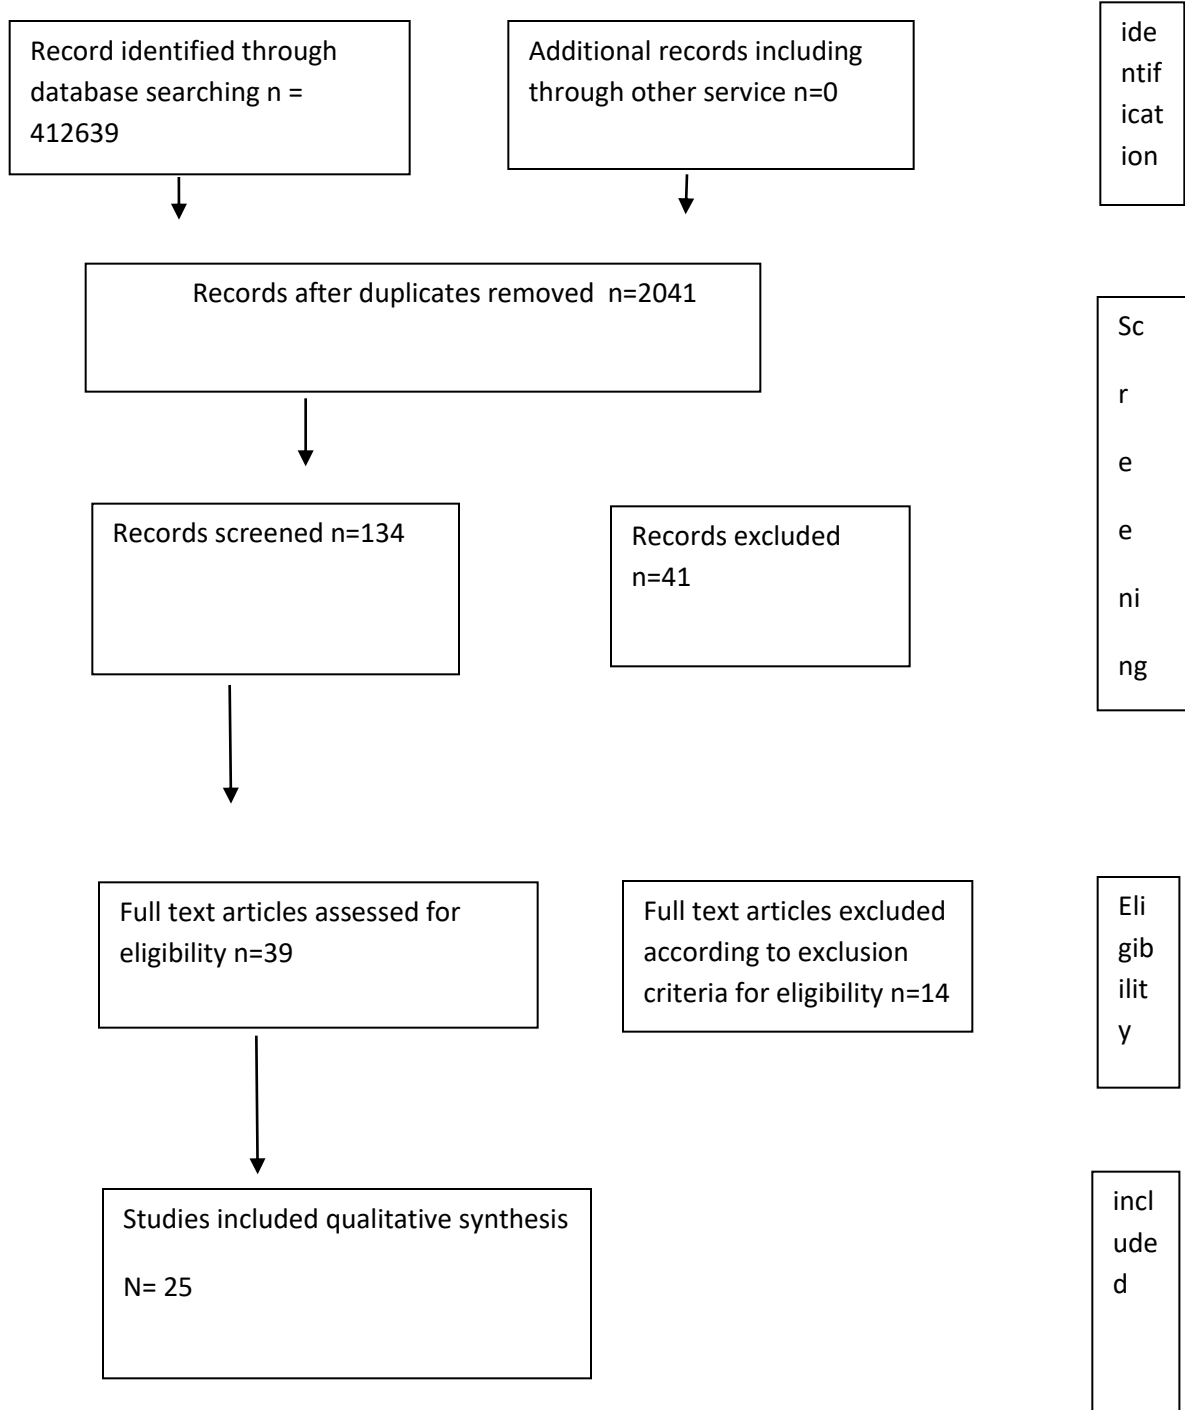 Record identified through
database searching n =
412639
Additional records including
through other service n=0
ide
ntif
icat
ion
Records after duplicates removed  n=2041
Sc
r
e
e
ni
ng
Records screened n=134
Records excluded
n=41
Full text articles assessed for
eligibility n=39
Full text articles excluded
according to exclusion
criteria for eligibility n=14
Eli
gib
ilit
y
Studies included qualitative synthesis
N= 25
incl
ude
d